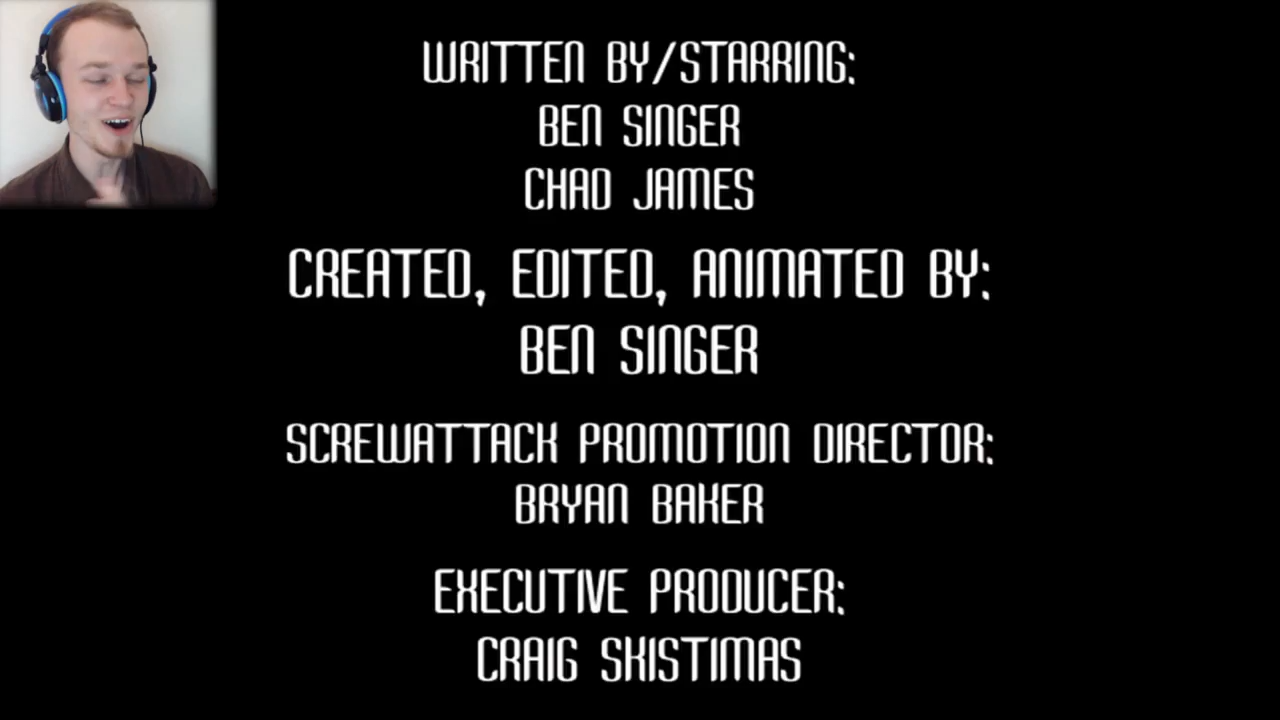 WRITTEN BY/STARRING:
BEN SINGER
CHAD JAMES
CREATED, EDITED, ANIMATED BY:
BEN SINGER
SCREWATTACK PROMOTION DIRECTOR:
BRYAN BAKER
EXECUTIVE PRODUCER:
CRAIG SKISTIMAS